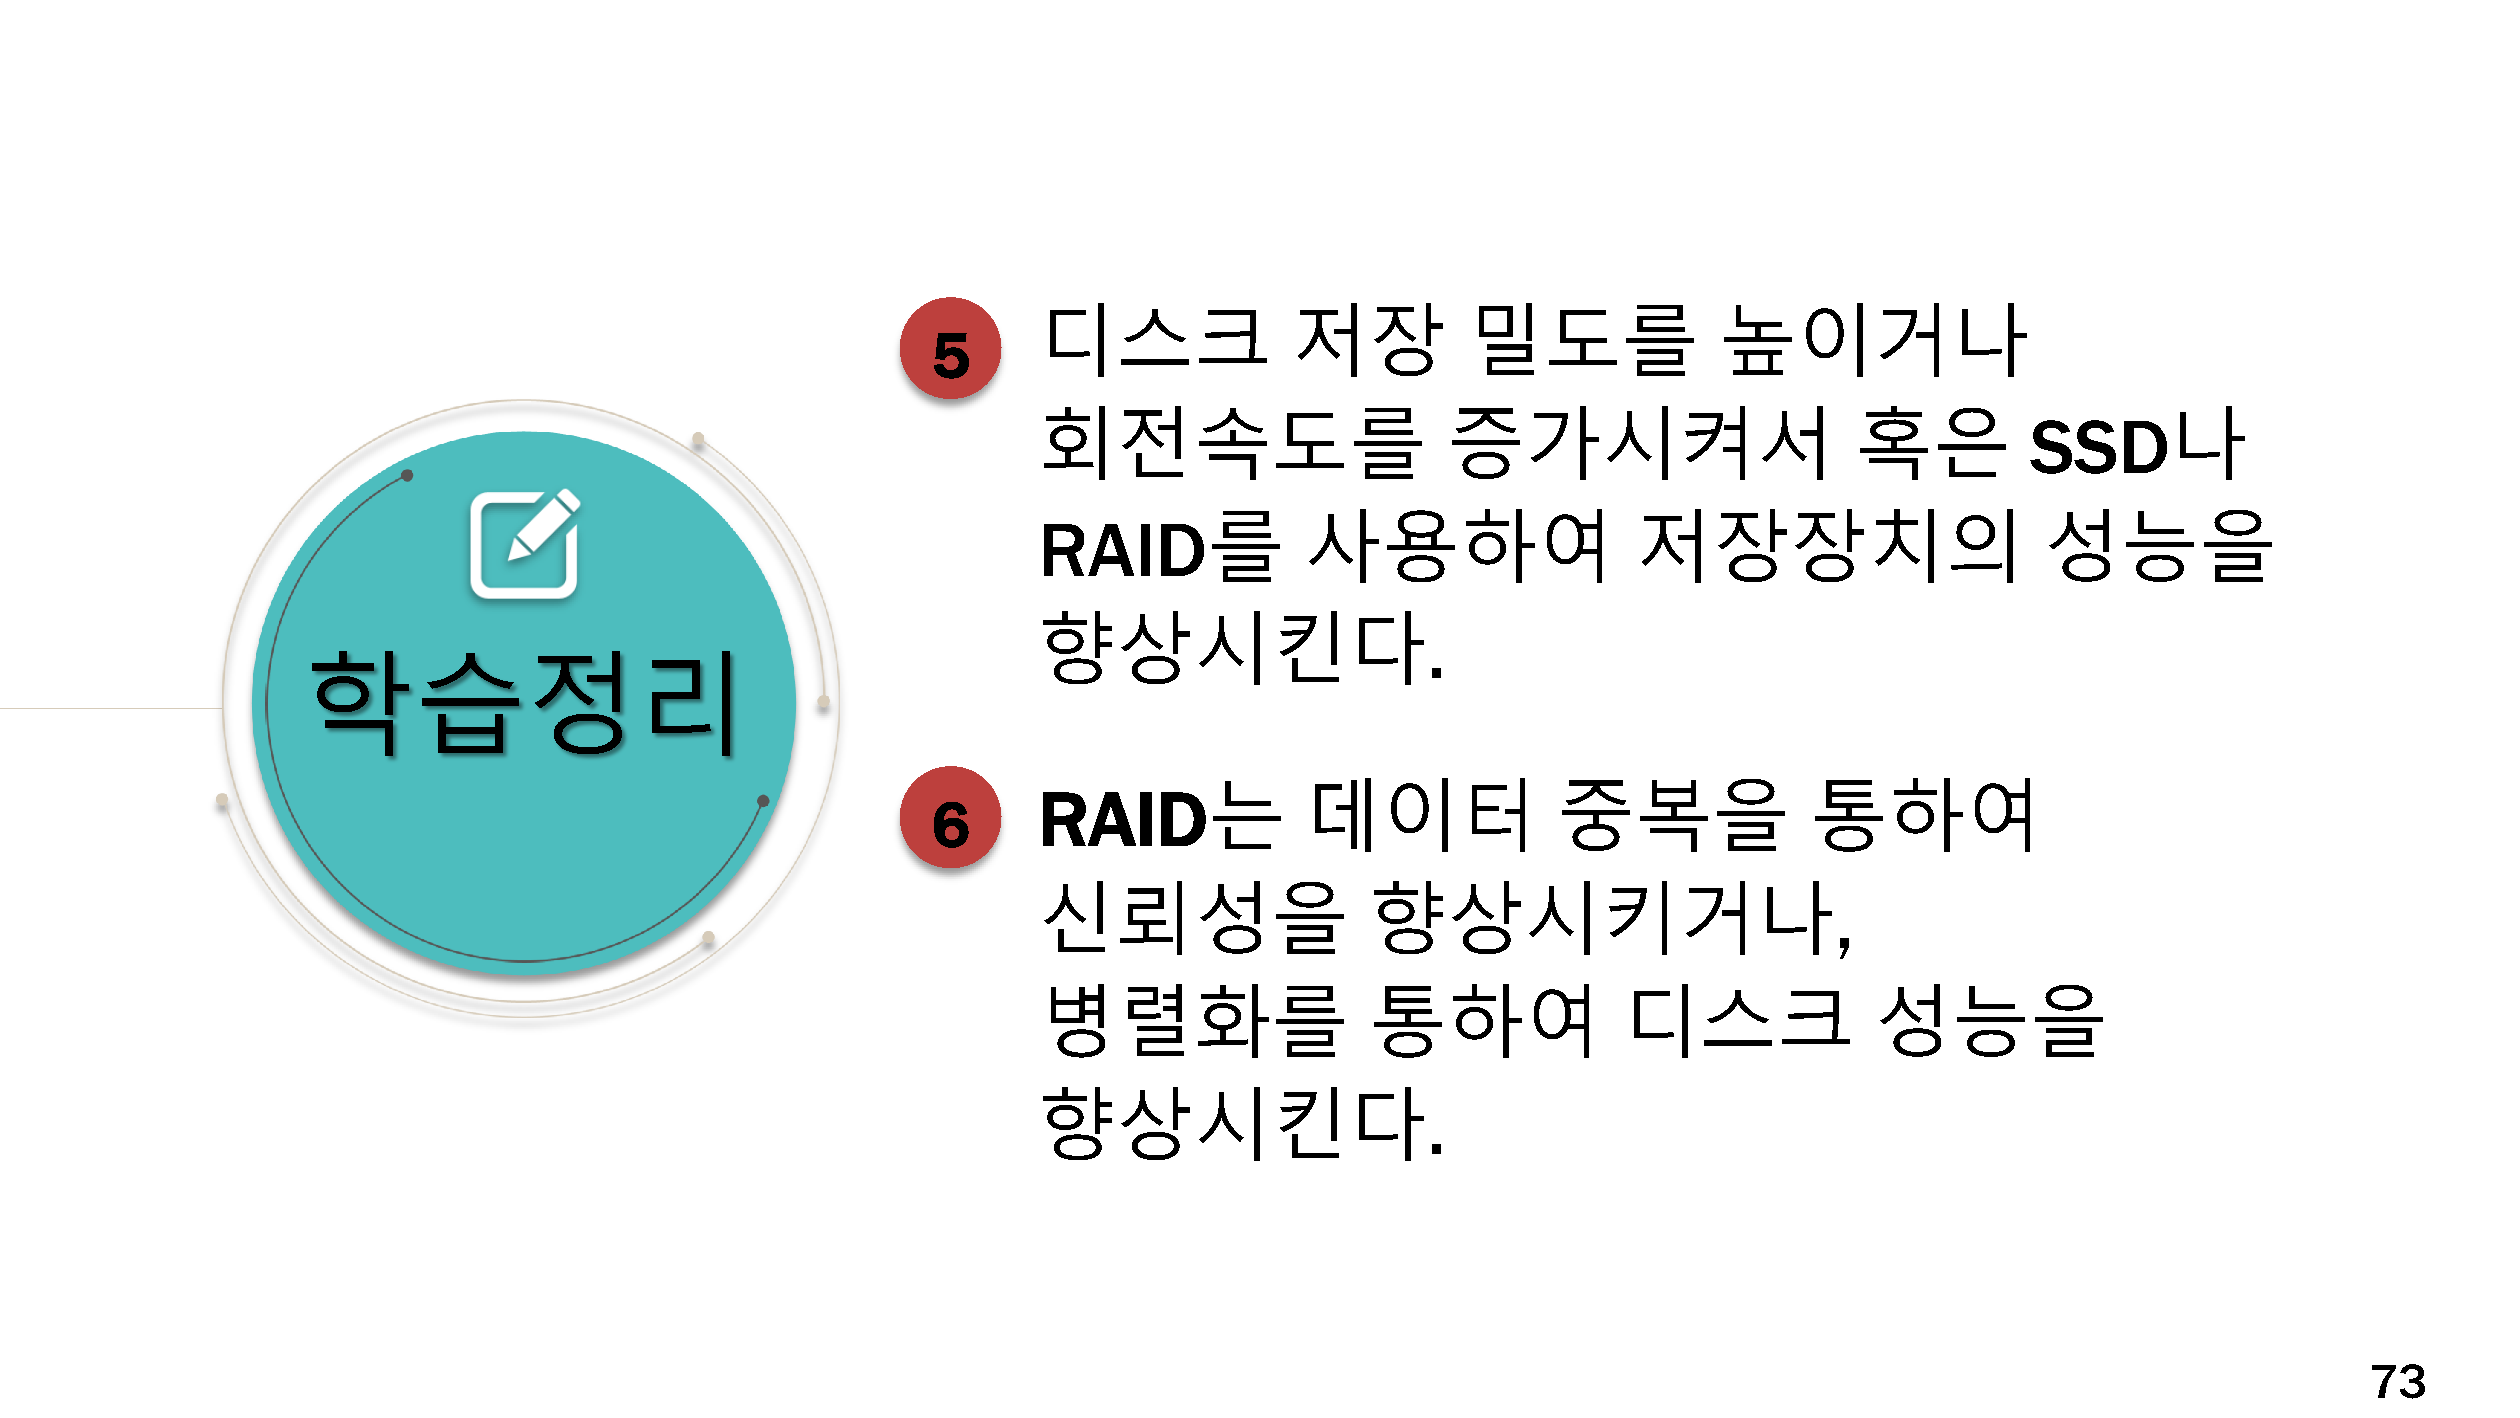 학습정리
5
디스크 저장 밀도를 높이거나
회전속도를 증가시켜서 혹은 SSD나
RAID를 사용하여 저장장치의 성능을
향상시킨다.
6
RAID는 데이터 중복을 통하여
신뢰성을 향상시키거나,
병렬화를 통하여 디스크 성능을
향상시킨다.
73